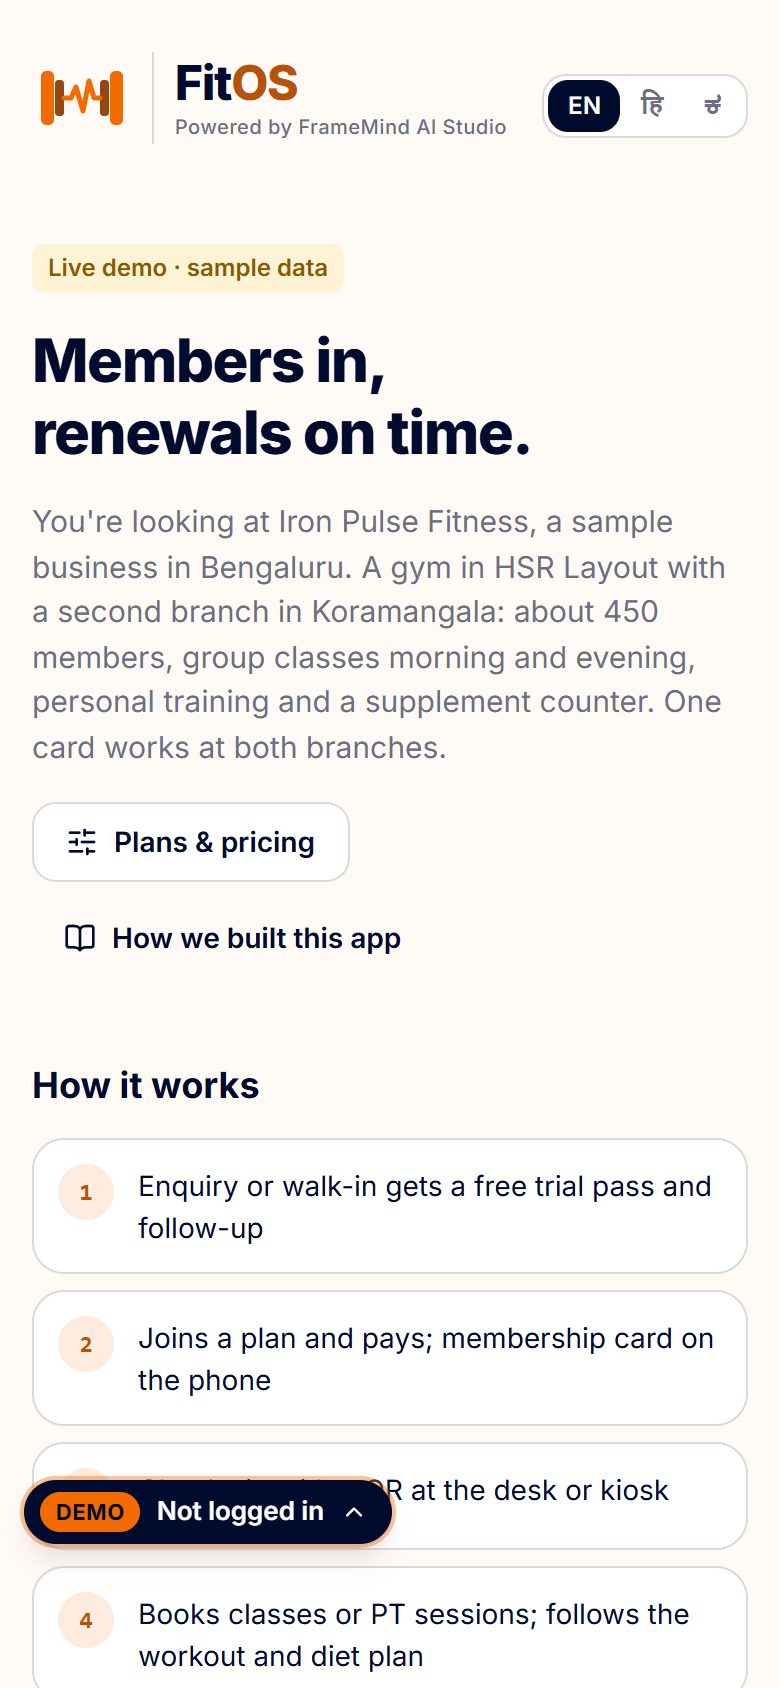 FitOS
Powered by FrameMind AI Studio
EN
हि
ಕ
Live demo · sample data
Members in,
renewals on time.
You're looking at Iron Pulse Fitness, a sample
business in Bengaluru. A gym in HSR Layout with
a second branch in Koramangala: about 450
members, group classes morning and evening,
personal training and a supplement counter. One
card works at both branches.
Plans & pricing
How we built this app
How it works
1
Enquiry or walk-in gets a free trial pass and
follow-up
2
Joins a plan and pays; membership card on
the phone
at the desk or kiosk
DEMO
Not logged in
4
Books classes or PT sessions; follows the
workout and diet plan